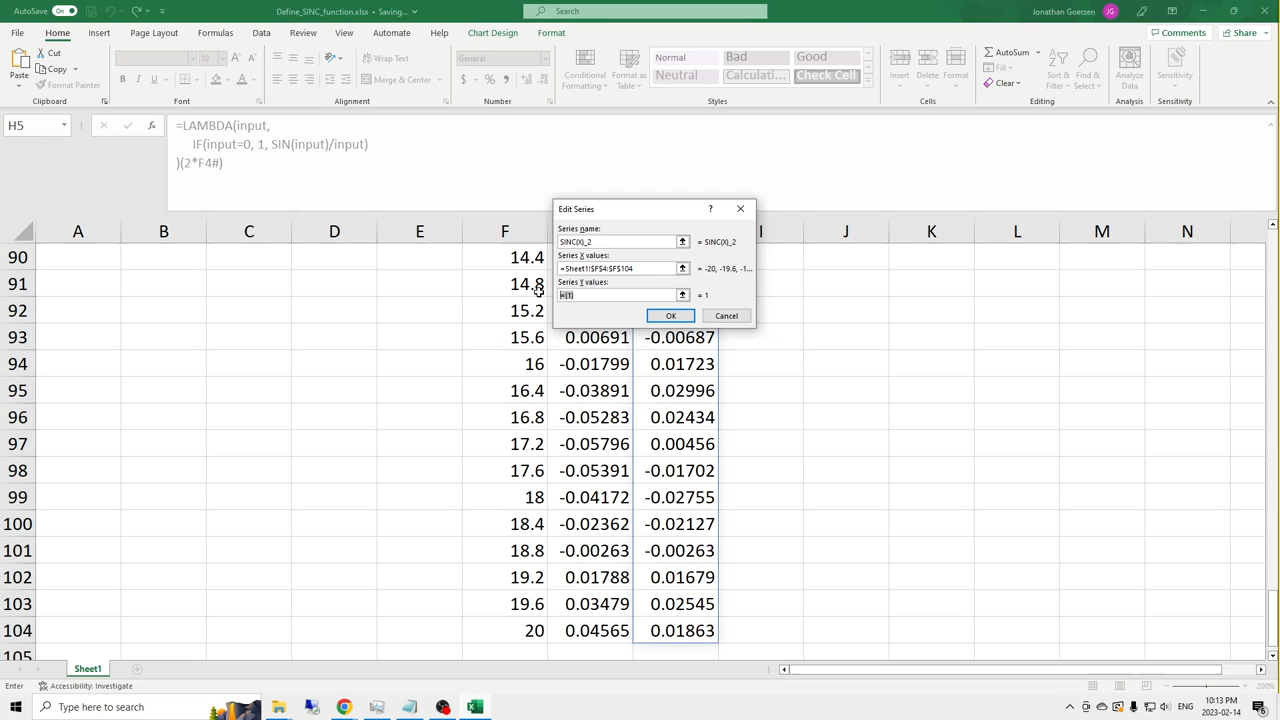 AutoSave On
Define_SINC_function.xlsx • Saving...
Search
Jonathan Goerzen JG
File Home Insert Page Layout Formulas Data Review View Automate Help Chart Design Format
Comments Share
Paste
Cut
Copy
Format Painter
Clipboard
10
B I U
Font
Wrap Text
Merge & Center
Alignment
General
Number
Conditional Formatting
Format as Table
Normal Bad Good
Neutral Calculati... Check Cell
Styles
Insert Delete Format
Cells
AutoSum
Fill
Clear
Sort & Filter
Find & Select
Editing
Analyze Data
Analysis
Sensitivity
Sensitivity
H5
fx
=LAMBDA(input,
IF(input=0, 1, SIN(input)/input)
)(2*F4#)
A B C D E F I J K L M N
90 14.4
91 14.8
92 15.2
93 15.6 0.00691 -0.00687
94 16 -0.01799 0.01723
95 16.4 -0.03891 0.02996
96 16.8 -0.05283 0.02434
97 17.2 -0.05796 0.00456
98 17.6 -0.05391 -0.01702
99 18 -0.04172 -0.02755
100 18.4 -0.02362 -0.02127
101 18.8 -0.00263 -0.00263
102 19.2 0.01788 0.01679
103 19.6 0.03479 0.02545
104 20 0.04565 0.01863
105
Edit Series
? ×
Series name:
SINC(X)_2 = SINC(X)_2
Series X values:
=Sheet1!$F$4:$F$104 = -20, -19.6, -1...
Series Y values:
={1} = 1
OK Cancel
Sheet1
Enter Accessibility: Investigate
200%
Type here to search
10:13 PM
2023-02-14